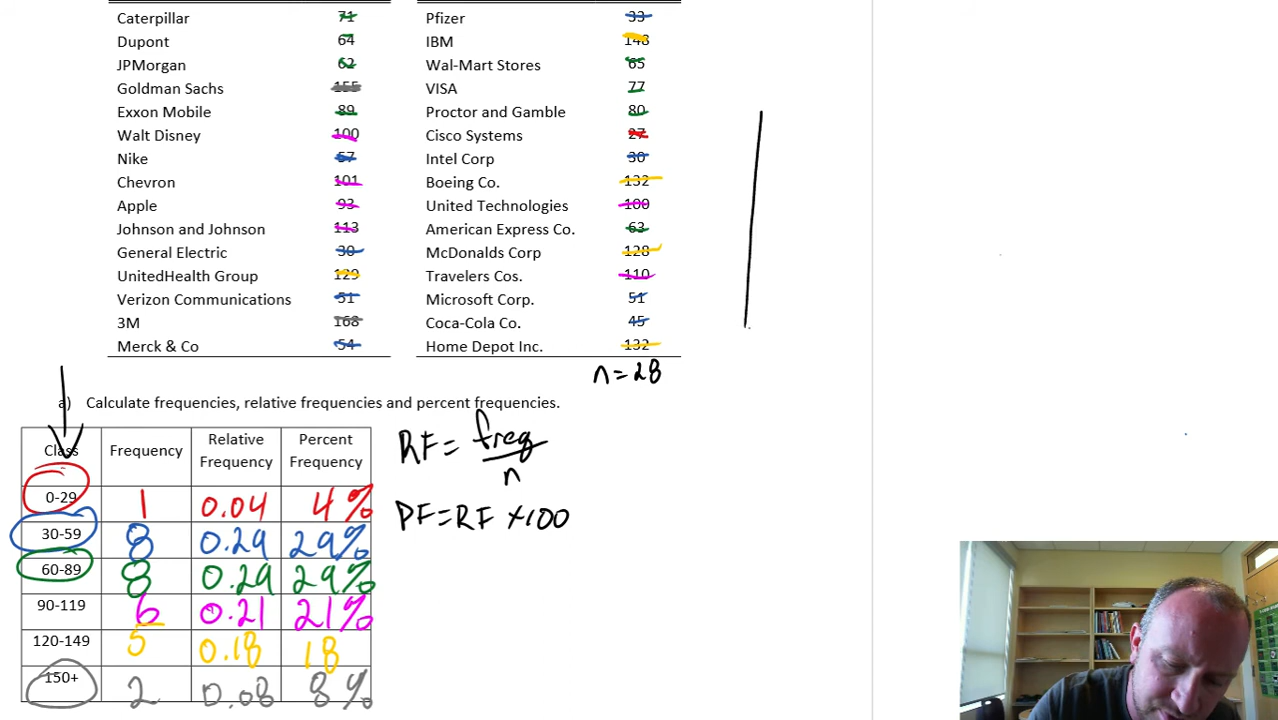 Caterpillar 71 Pfizer 33
Dupont 64 IBM 148
JPMorgan 62 Wal-Mart Stores 65
Goldman Sachs 155 VISA 77
Exxon Mobile 89 Proctor and Gamble 80
Walt Disney 100 Cisco Systems 27
Nike 57 Intel Corp 30
Chevron 101 Boeing Co. 132
Apple 93 United Technologies 100
Johnson and Johnson 113 American Express Co. 63
General Electric 30 McDonalds Corp 128
UnitedHealth Group 129 Travelers Cos. 110
Verizon Communications 51 Microsoft Corp. 51
3M 168 Coca-Cola Co. 45
Merck & Co 54 Home Depot Inc. 132
n=28
a) Calculate frequencies, relative frequencies and percent frequencies.
Class Frequency Relative Frequency Percent Frequency
0-29 1 0.04 4%
30-59 8 0.29 29%
60-89 8 0.29 29%
90-119 6 0.21 21%
120-149 5 0.18 18
150+ 2 0.08 8%
RF = freq
n
PF=RF ×100